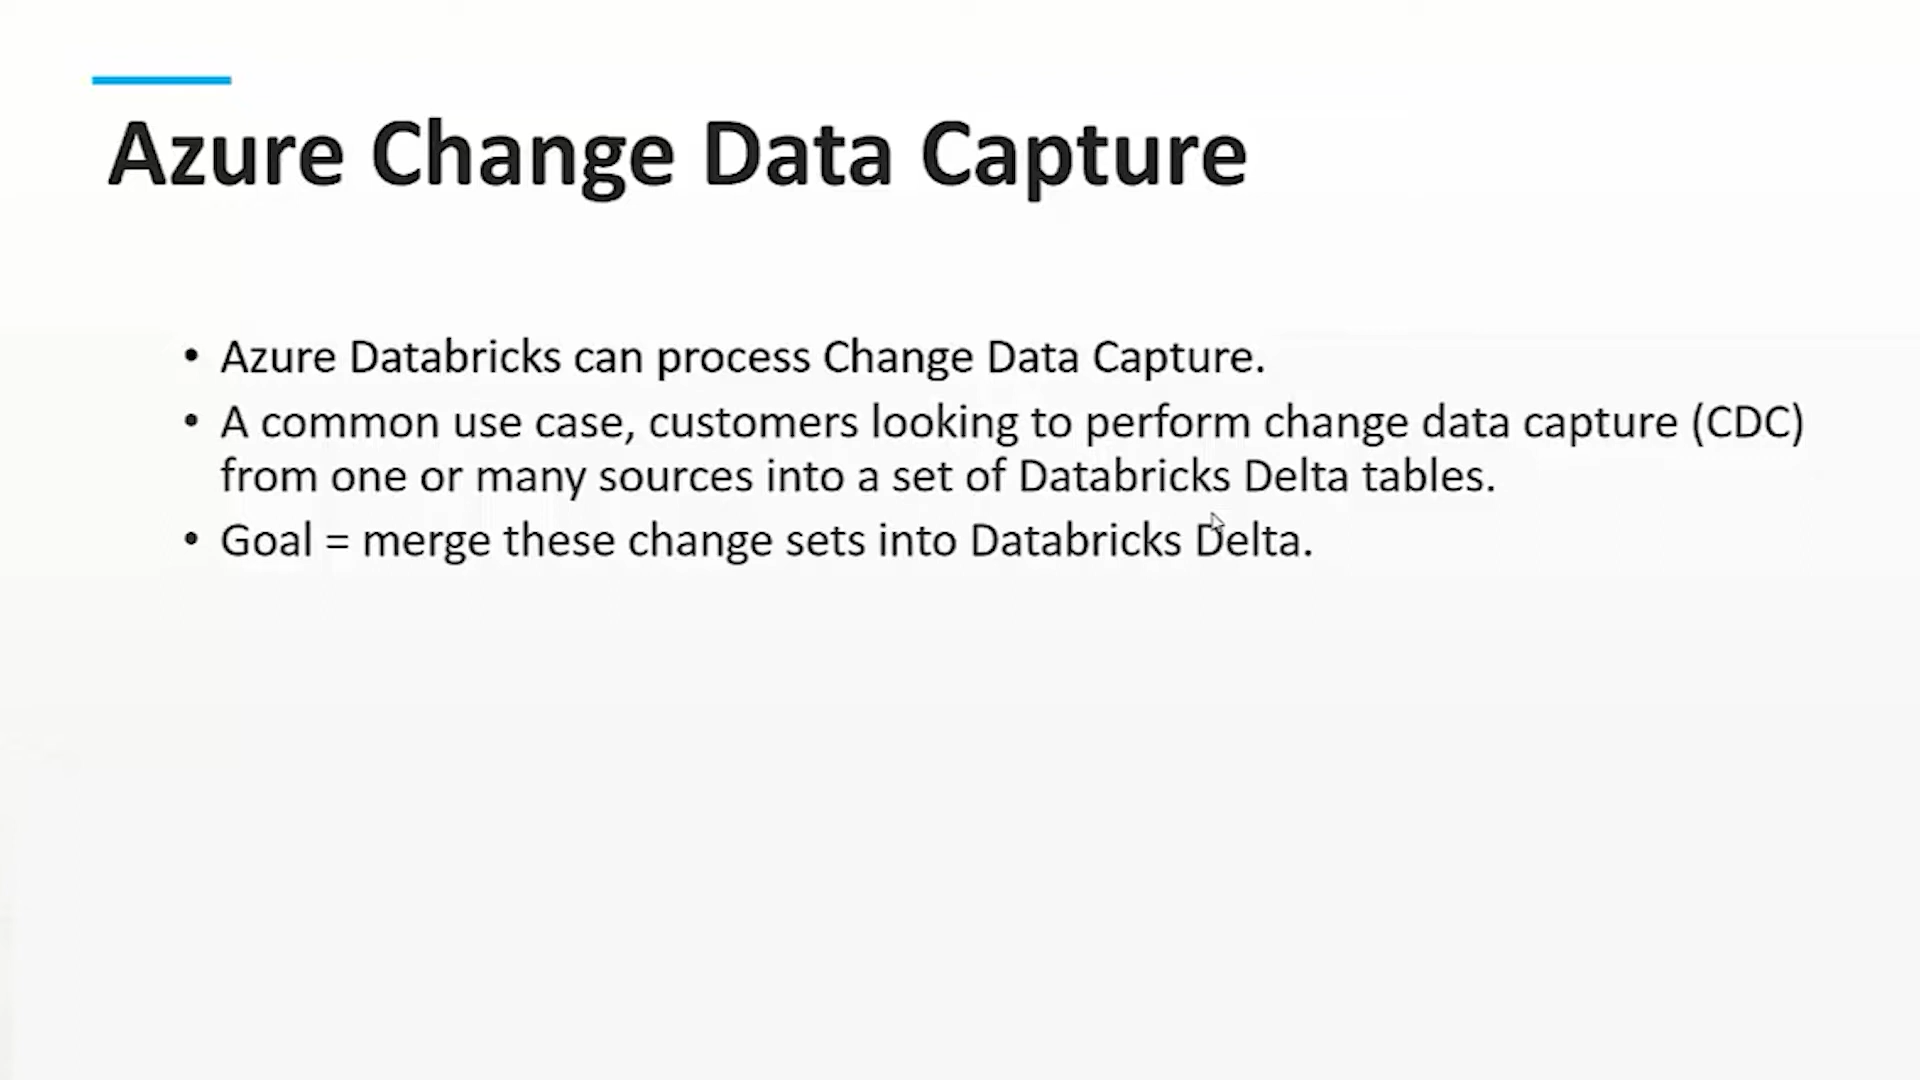 Azure Change Data Capture
• Azure Databricks can process Change Data Capture.
• A common use case, customers looking to perform change data capture (CDC)
from one or many sources into a set of Databricks Delta tables.
• Goal = merge these change sets into Databricks Delta.